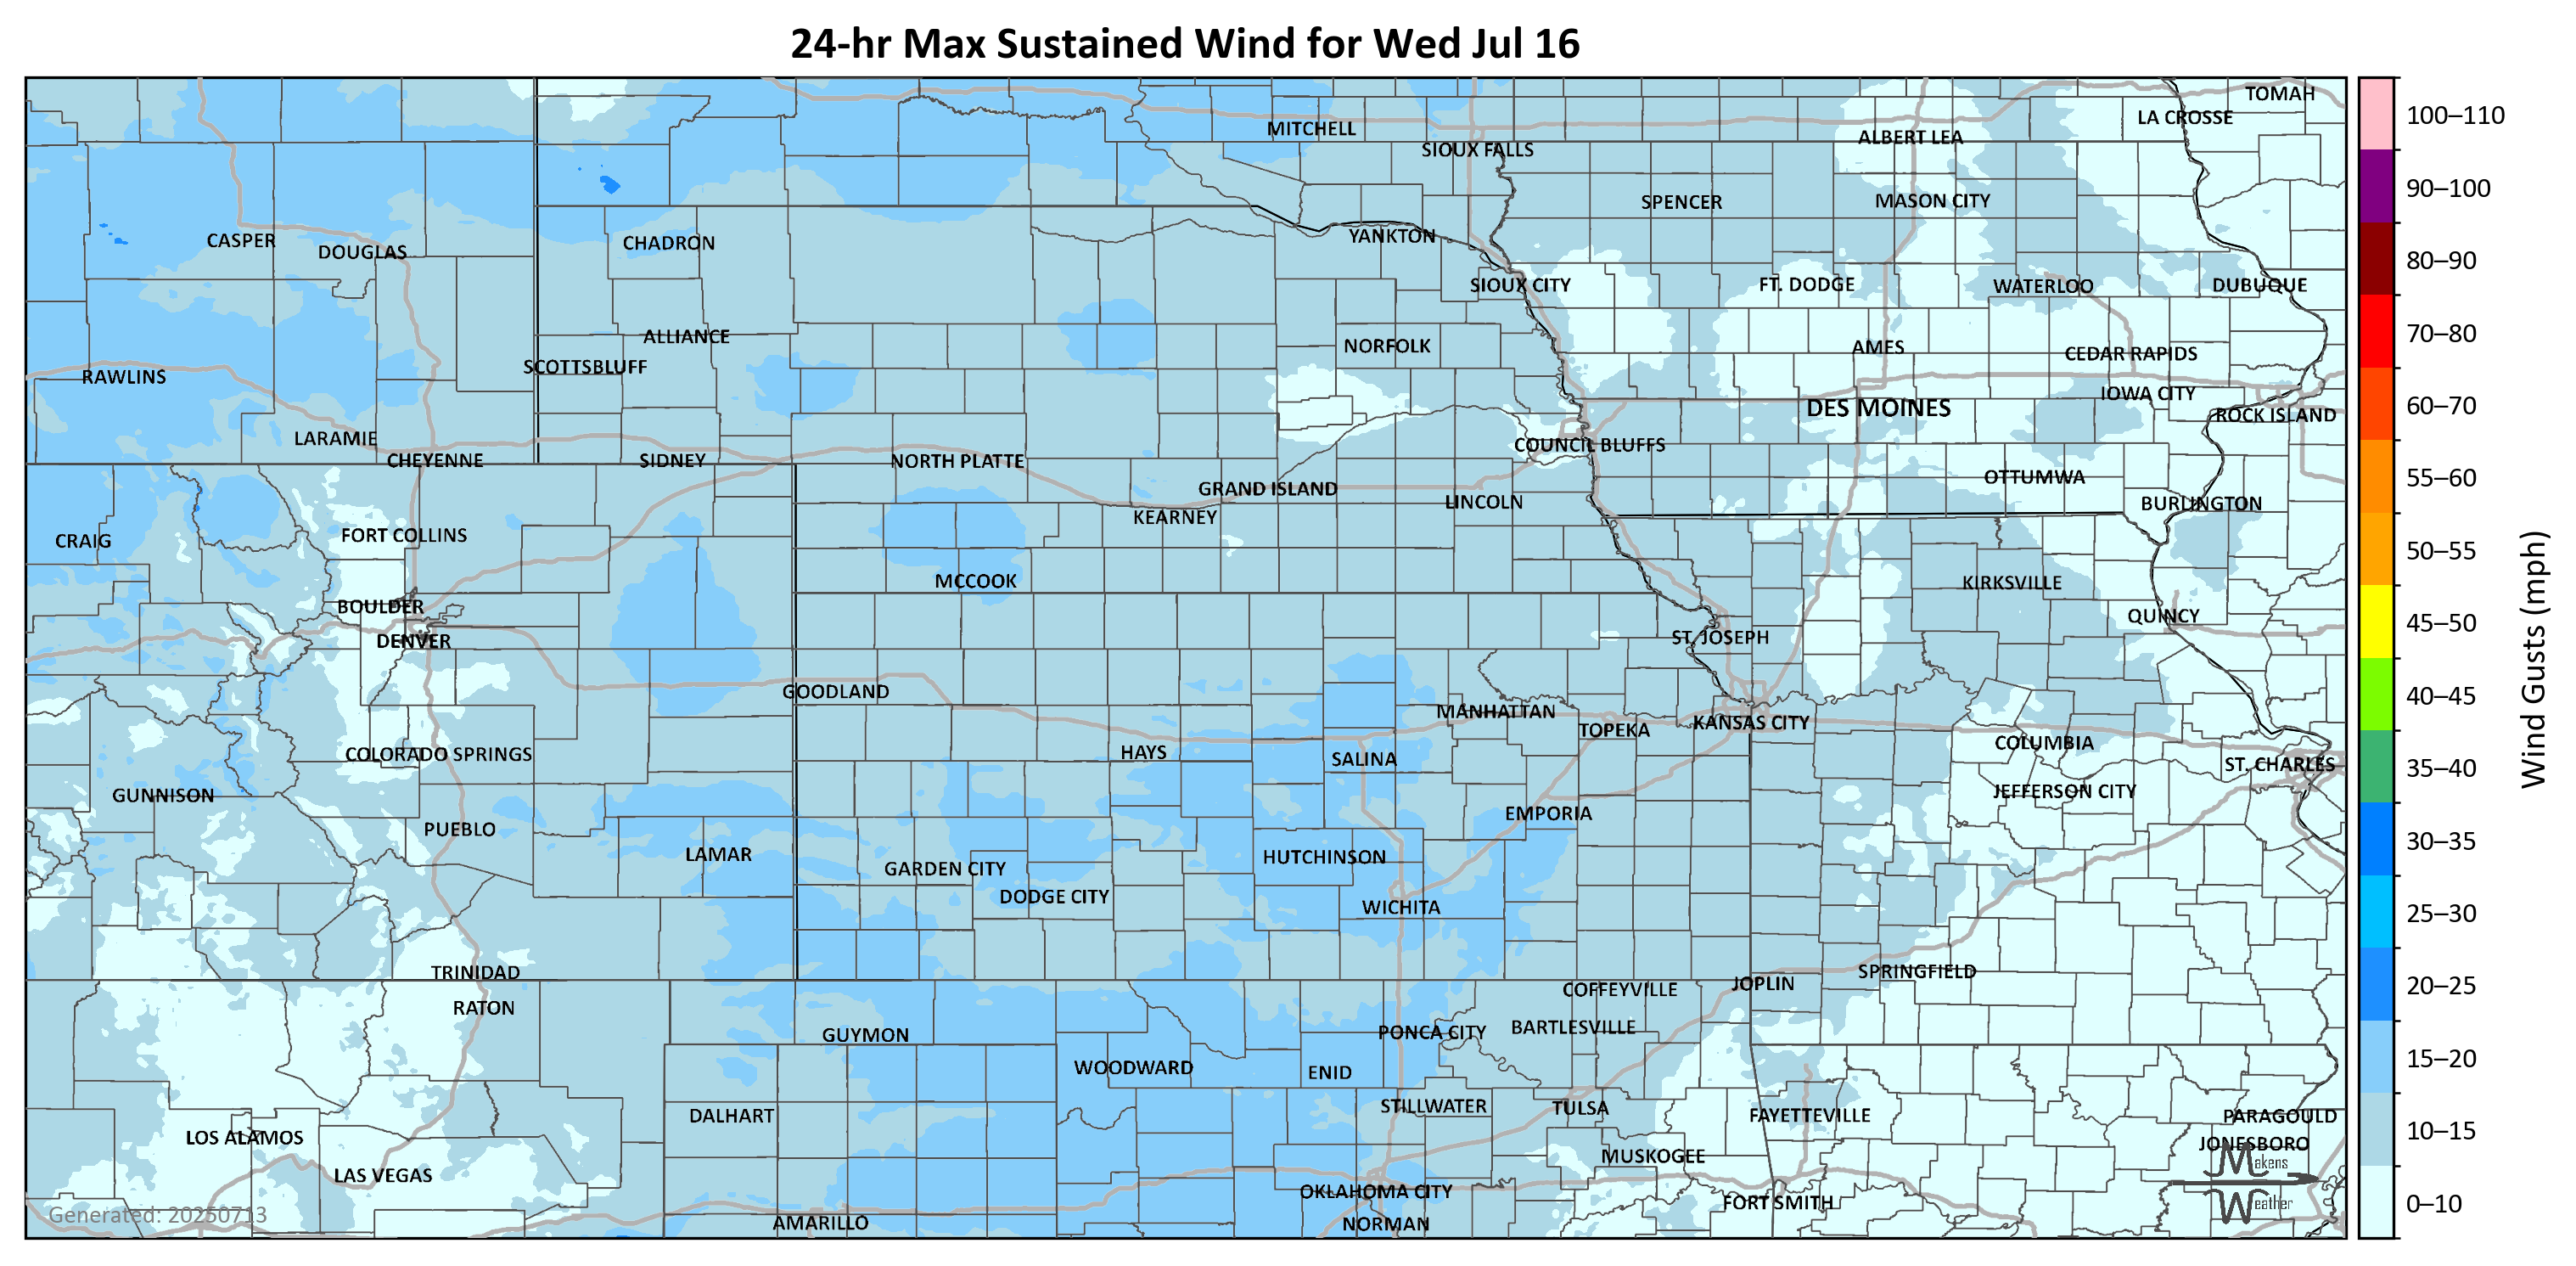 24-hr Max Sustained Wind for Wed Jul 16
TOMAH
LA CROSSE
MITCHELL
ALBERT LEA
SIOUX FALLS
SPENCER
MASON CITY
CASPER
DOUGLAS
CHADRON
YANKTON
SIOUX CITY
FT. DODGE
WATERLOO
DUBUQUE
ALLIANCE
NORFOLK
AMES
CEDAR RAPIDS
SCOTTSBLUFF
RAWLINS
IOWA CITY
DES MOINES
ROCK ISLAND
LARAMIE
COUNCIL BLUFFS
CHEYENNE
SIDNEY
NORTH PLATTE
OTTUMWA
GRAND ISLAND
LINCOLN
BURLINGTON
KEARNEY
FORT COLLINS
CRAIG
MCCOOK
KIRKSVILLE
BOULDER
QUINCY
DENVER
ST. JOSEPH
GOODLAND
MANHATTAN
TOPEKA
KANSAS CITY
COLUMBIA
COLORADO SPRINGS
HAYS
SALINA
ST. CHARLES
GUNNISON
JEFFERSON CITY
EMPORIA
PUEBLO
LAMAR
HUTCHINSON
GARDEN CITY
DODGE CITY
WICHITA
TRINIDAD
SPRINGFIELD
JOPLIN
COFFEYVILLE
RATON
GUYMON
PONCA CITY
BARTLESVILLE
WOODWARD
ENID
DALHART
STILLWATER
TULSA
FAYETTEVILLE
PARAGOULD
LOS ALAMOS
JONESBORO
MUSKOGEE
LAS VEGAS
OKLAHOMA CITY
FORT SMITH
AMARILLO
NORMAN
Generated: 20250713
Makens
Weather
100–110
90–100
80–90
70–80
60–70
55–60
50–55
45–50
40–45
35–40
30–35
25–30
20–25
15–20
10–15
0–10
Wind Gusts (mph)